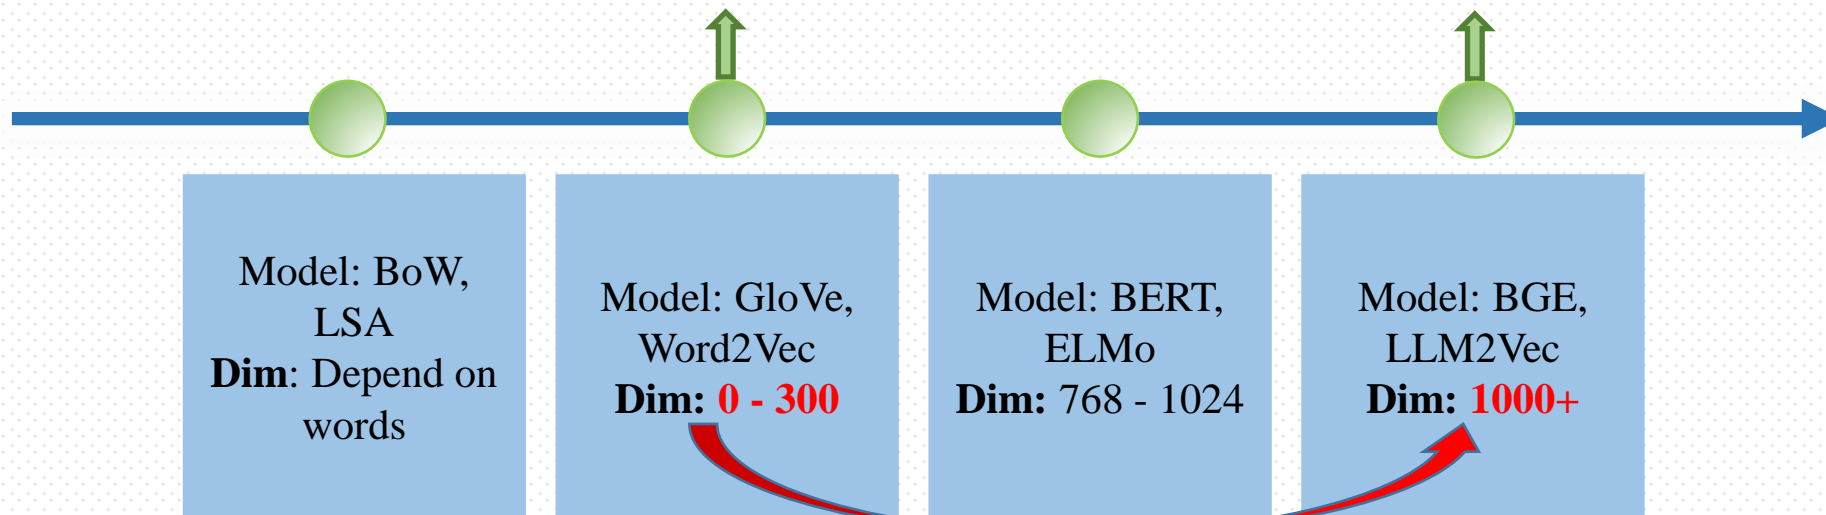 Model: BoW,
LSA
Dim: Depend on
words
Model: GloVe,
Word2Vec
Dim: 0 - 300
Model: BERT,
ELMo
Dim: 768 - 1024
Model: BGE,
LLM2Vec
Dim: 1000+